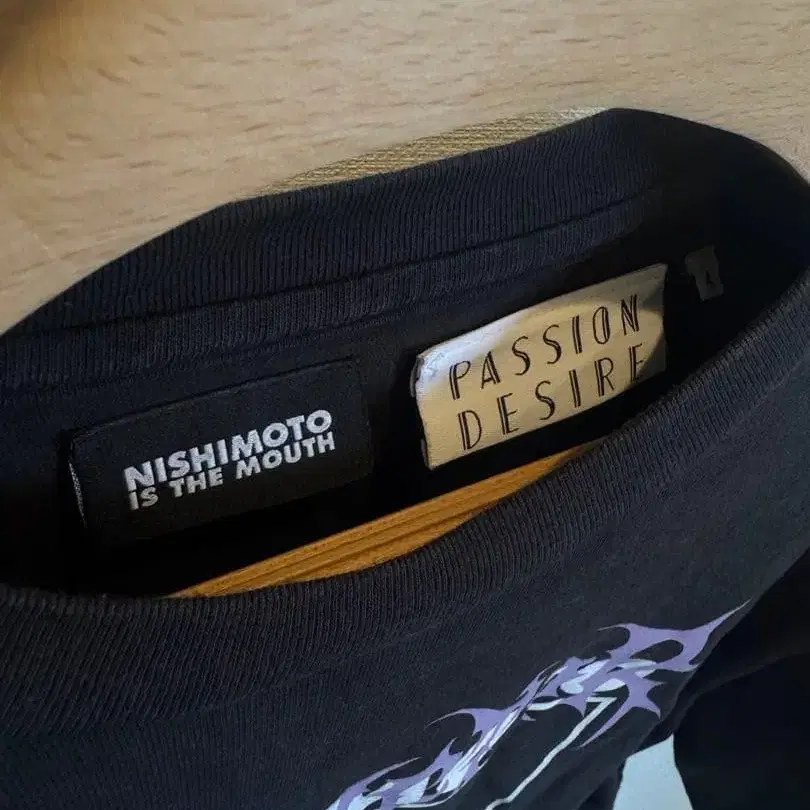 NISHIMOTO
IS THE MOUTH
PASSION
DESIRE